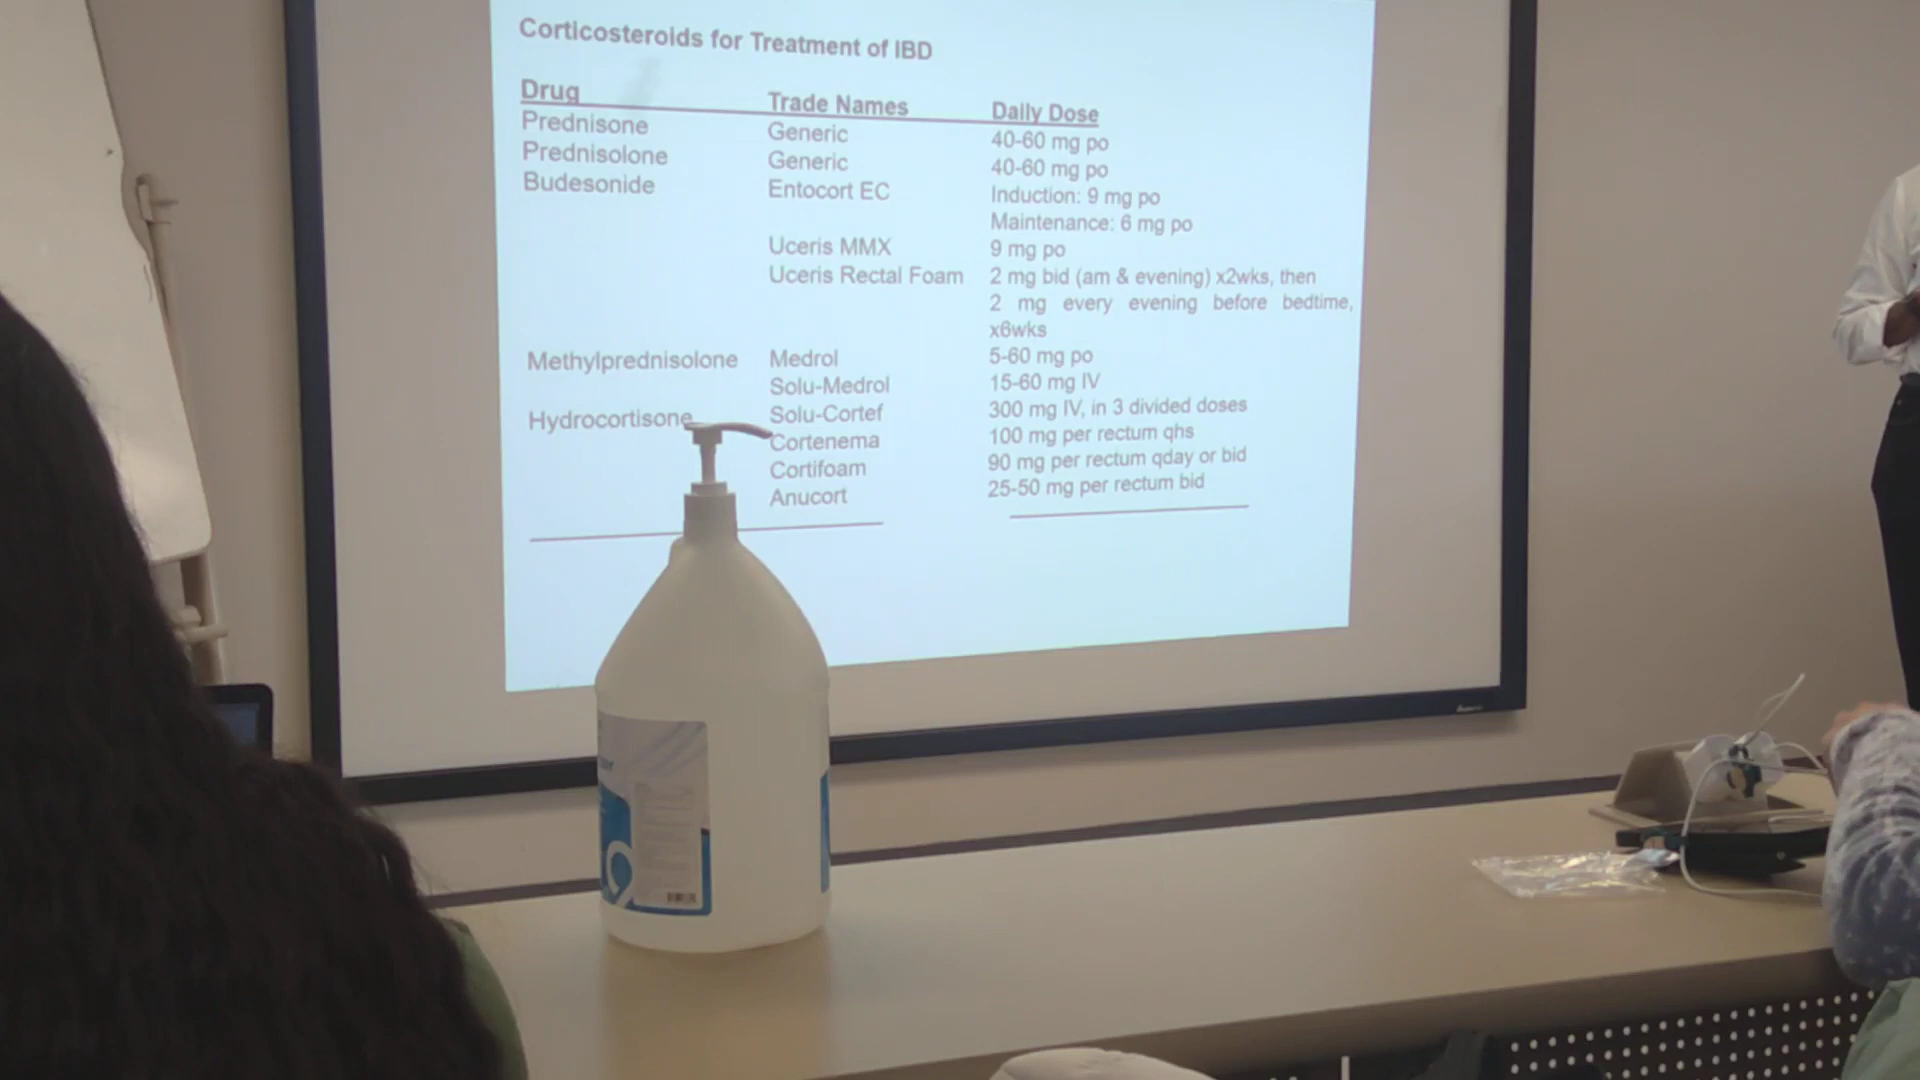 Corticosteroids for Treatment of IBD
Drug Trade Names Daily Dose
Prednisone Generic 40-60 mg po
Prednisolone Generic 40-60 mg po
Budesonide Entocort EC Induction: 9 mg po
Maintenance: 6 mg po
Uceris MMX 9 mg po
Uceris Rectal Foam 2 mg bid (am & evening) x2wks, then
2 mg every evening before bedtime,
x6wks
Methylprednisolone Medrol 5-60 mg po
Solu-Medrol 15-60 mg IV
Hydrocortisone Solu-Cortef 300 mg IV, in 3 divided doses
Cortenema 100 mg per rectum qhs
Cortifoam 90 mg per rectum qday or bid
Anucort 25-50 mg per rectum bid